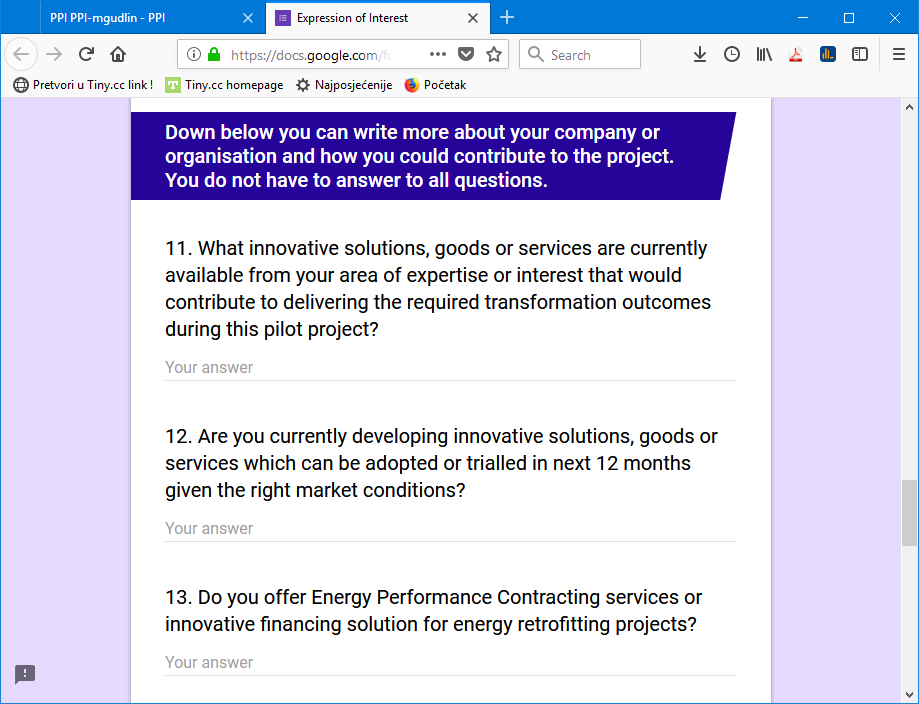 PPI PPI-mgudlin - PPI
Expression of Interest
https://docs.google.com/fo
Search
Pretvori u Tiny.cc link !
Tiny.cc homepage
Najposjećenije
Početak
Down below you can write more about your company or
organisation and how you could contribute to the project.
You do not have to answer to all questions.
11. What innovative solutions, goods or services are currently
available from your area of expertise or interest that would
contribute to delivering the required transformation outcomes
during this pilot project?
Your answer
12. Are you currently developing innovative solutions, goods or
services which can be adopted or trialled in next 12 months
given the right market conditions?
Your answer
13. Do you offer Energy Performance Contracting services or
innovative financing solution for energy retrofitting projects?
Your answer